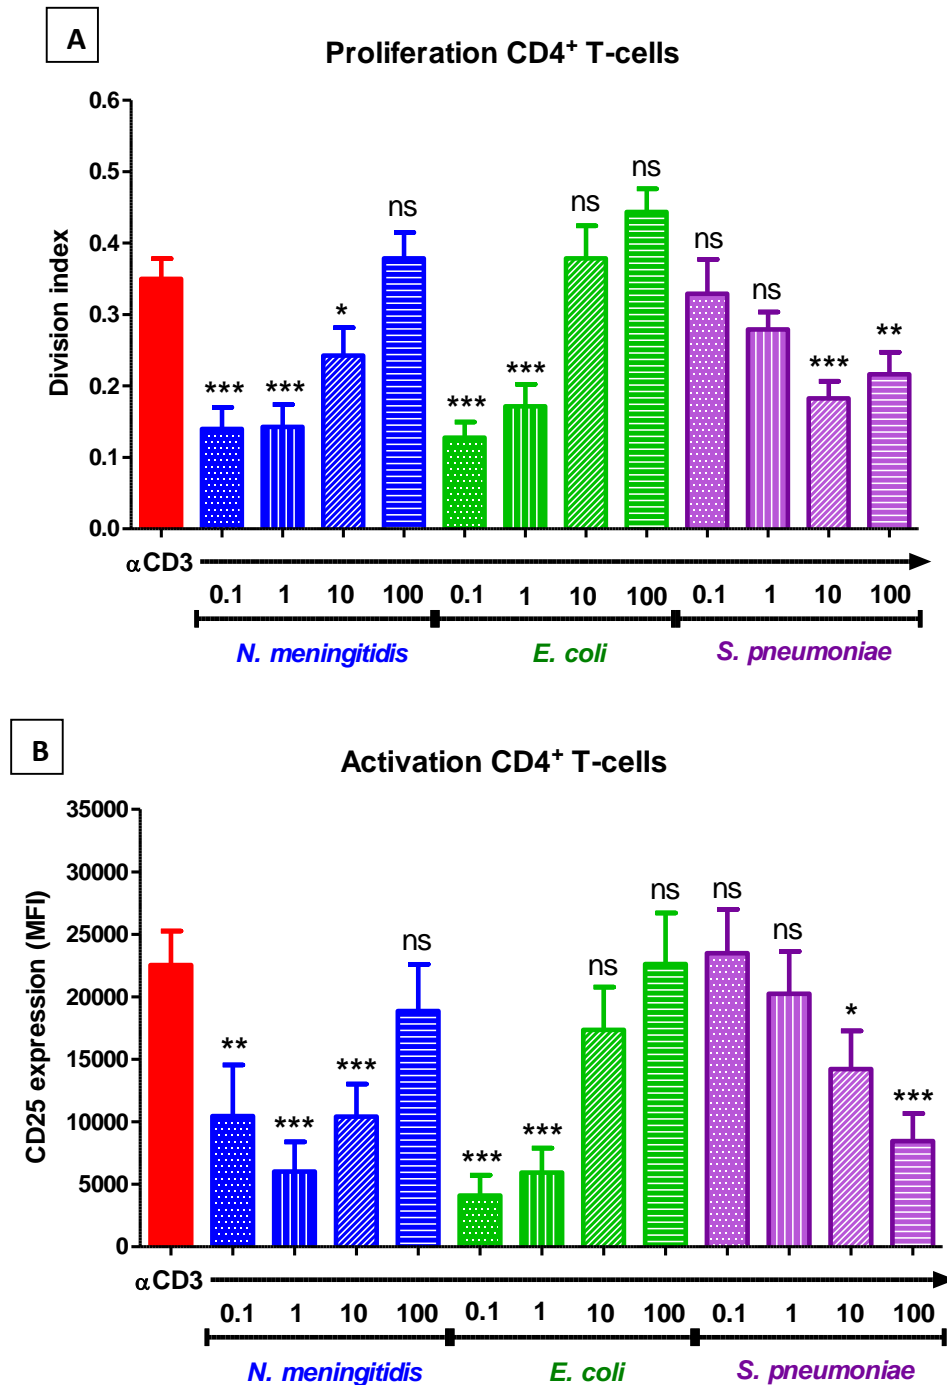 A
Proliferation CD4+ T-cells
0.6
0.5
0.4
0.3
0.2
0.1
0.0
Division index
*** *** * ns *** *** ns ns ns ns *** **
αCD3
0.1 1 10 100 0.1 1 10 100 0.1 1 10 100
N. meningitidis E. coli S. pneumoniae
B
Activation CD4+ T-cells
35000
30000
25000
20000
15000
10000
5000
0
CD25 expression (MFI)
** *** *** ns *** *** ns ns ns ns * ***
αCD3
0.1 1 10 100 0.1 1 10 100 0.1 1 10 100
N. meningitidis E. coli S. pneumoniae